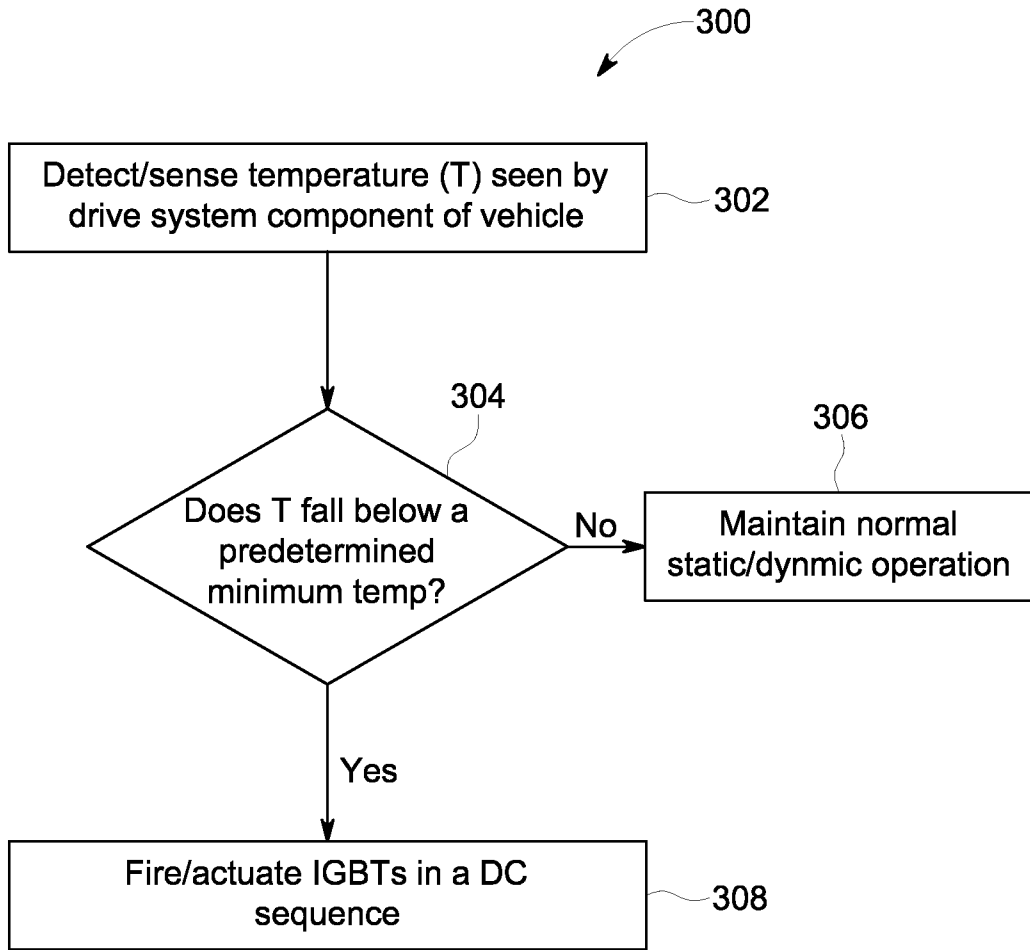 300
Detect/sense temperature (T) seen by
drive system component of vehicle
302
304
Does T fall below a
predetermined
minimum temp?
No
306
Maintain normal
static/dynmic operation
Yes
Fire/actuate IGBTs in a DC
sequence
308